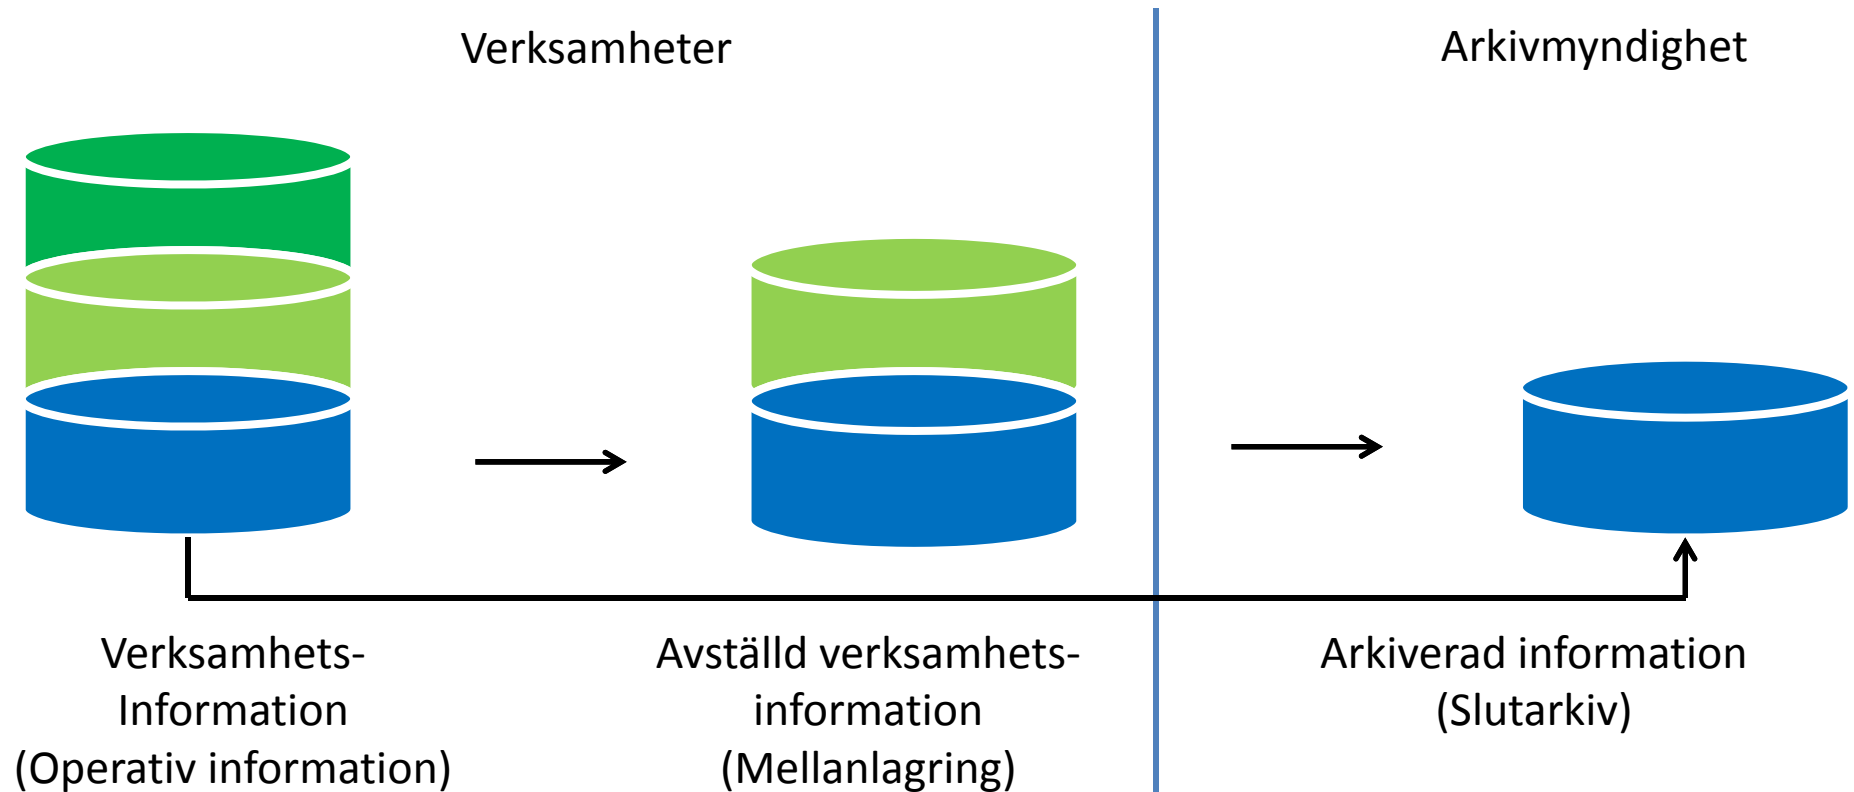 Verksamheter
Arkivmyndighet
Verksamhets-
Information
(Operativ information)
Avställd verksamhets-
information
(Mellanlagring)
Arkiverad information
(Slutarkiv)